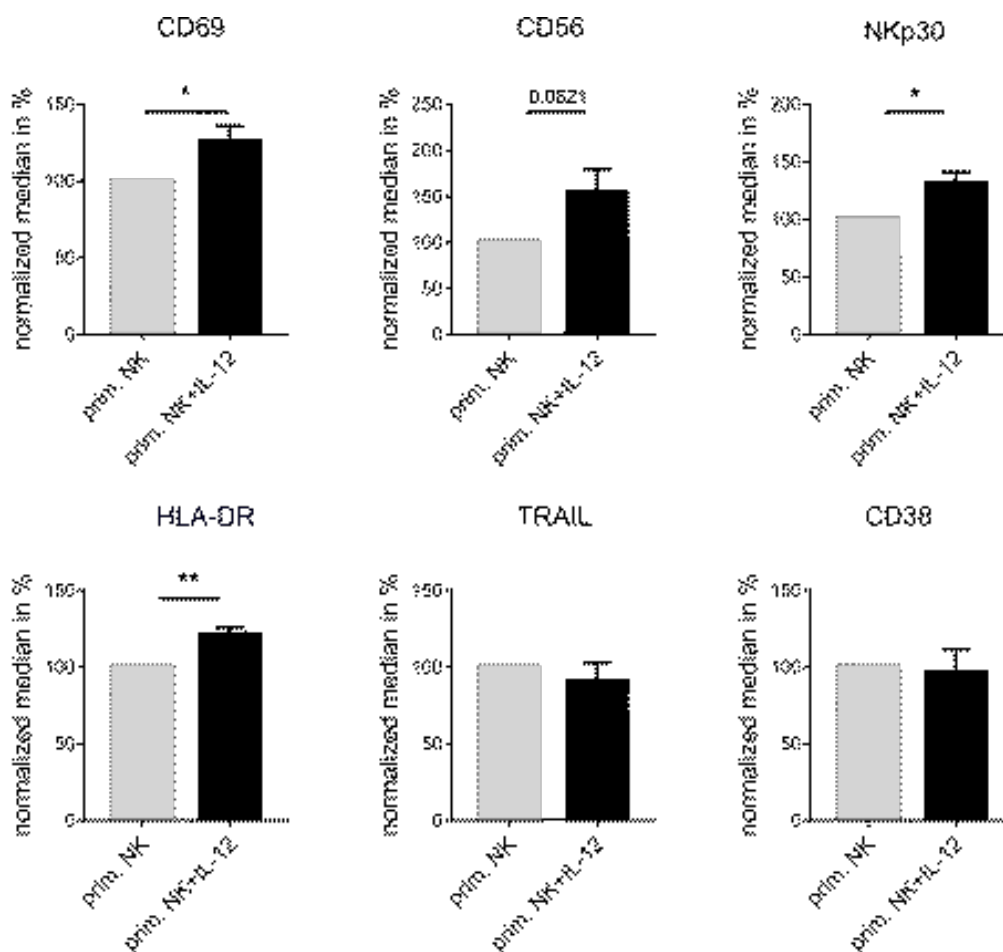 CD69
CD56
NKp30
normalized median in %
150
100
50
0
*
prim. NK
prim. NK+IL-12
normalized median in %
250
200
150
100
50
0
prim. NK
prim. NK+IL-12
normalized median in %
200
150
100
50
0
*
prim. NK
prim. NK+IL-12
HLA-DR
TRAIL
CD38
normalized median in %
150
100
50
0
**
prim. NK
prim. NK+IL-12
normalized median in %
150
100
50
0
prim. NK
prim. NK+IL-12
normalized median in %
150
100
50
0
prim. NK
prim. NK+IL-12